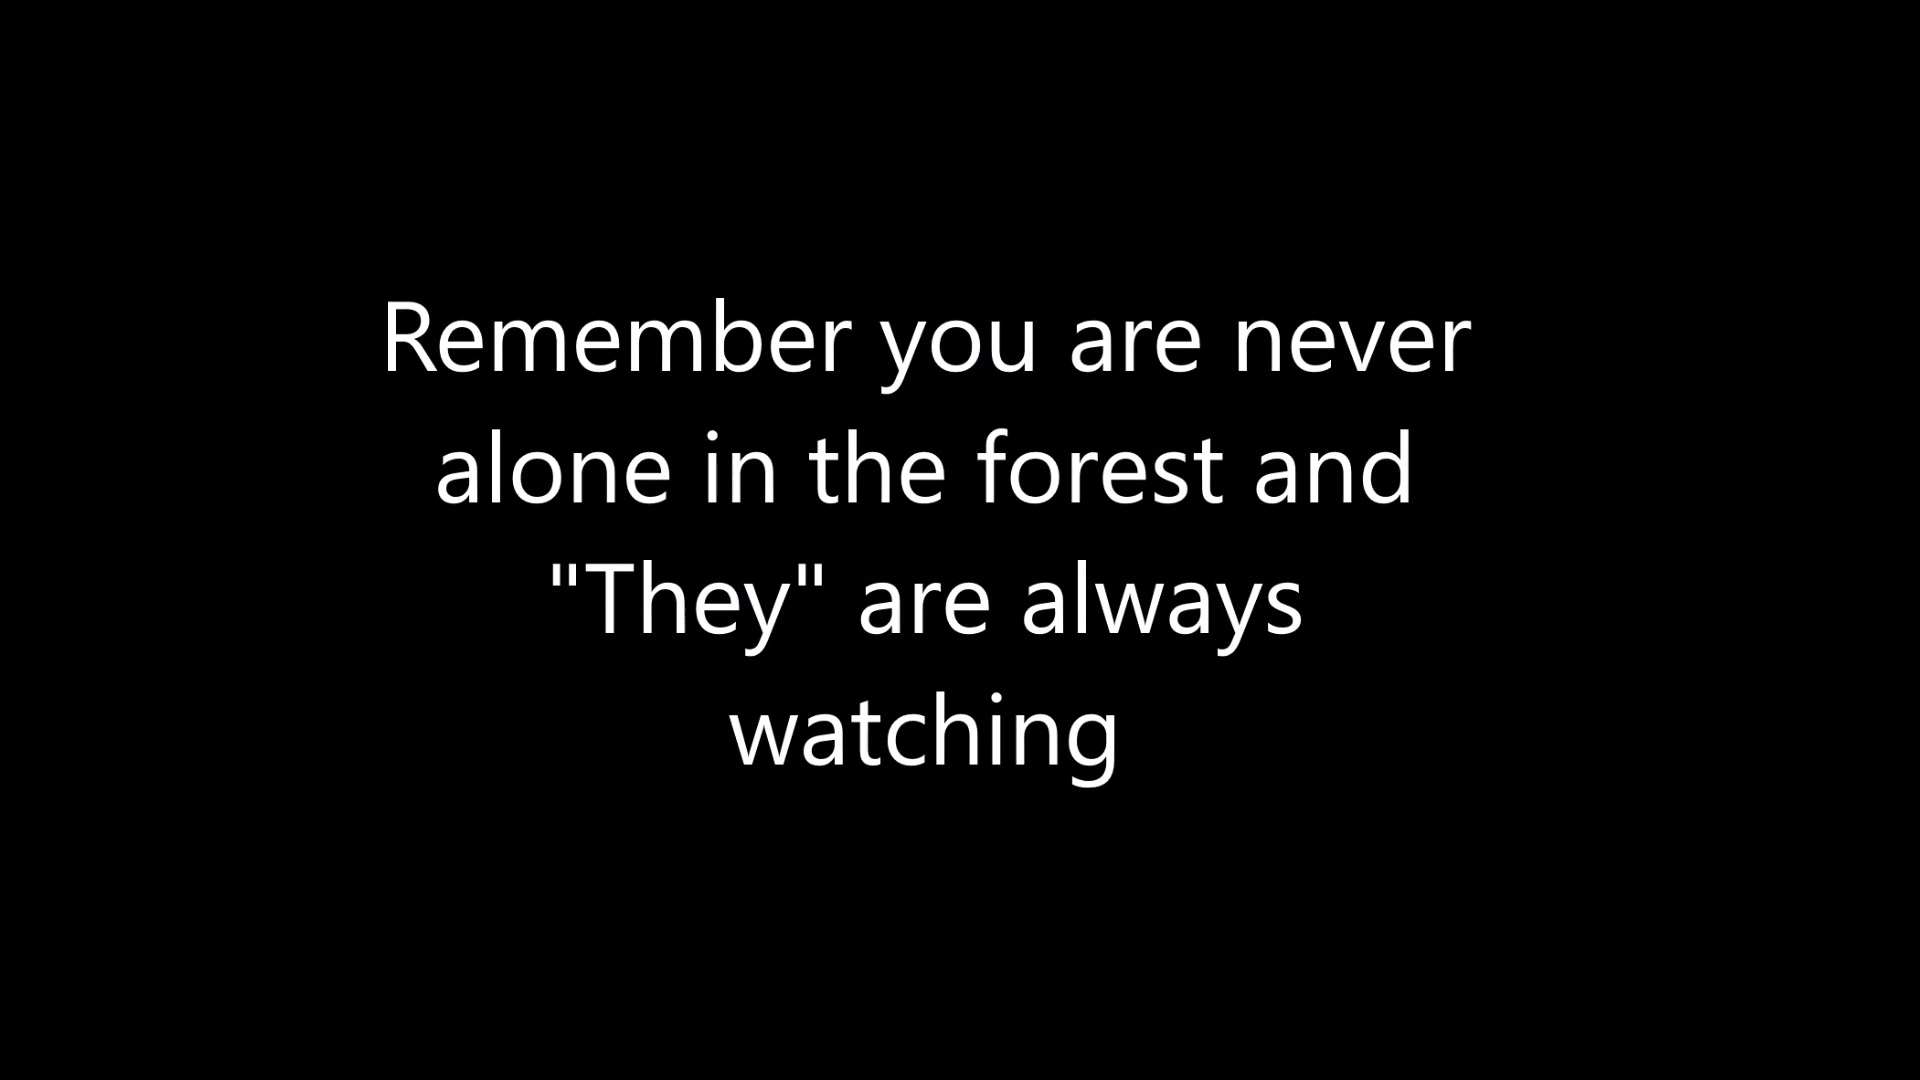 Remember you are never
alone in the forest and
"They" are always
watching